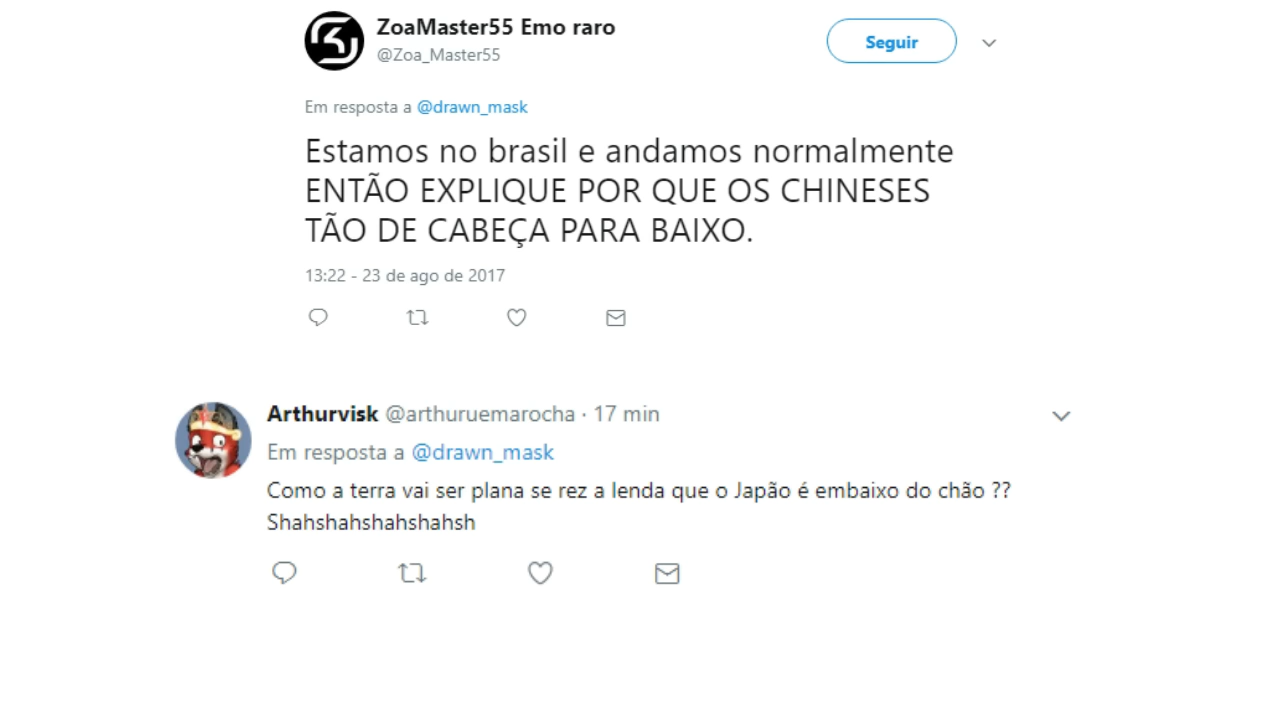 ZoaMaster55 Emo raro
@Zoa_Master55
Seguir
Em resposta a @drawn_mask
Estamos no brasil e andamos normalmente
ENTÃO EXPLIQUE POR QUE OS CHINESES
TÃO DE CABEÇA PARA BAIXO.
13:22 - 23 de ago de 2017
Arthurvisk @arthuruemarocha · 17 min
Em resposta a @drawn_mask
Como a terra vai ser plana se rez a lenda que o Japão é embaixo do chão ??
Shahshahshahshahsh